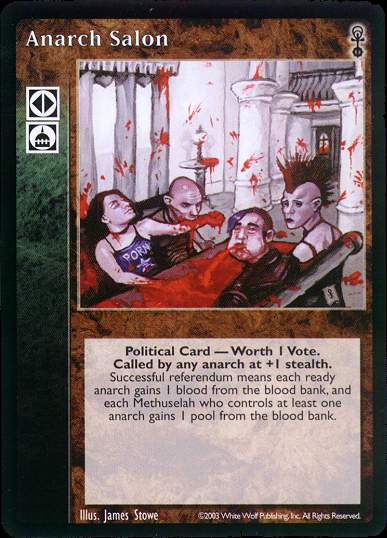 Anarch Salon
PORN
Political Card — Worth 1 Vote.
Called by any anarch at +1 stealth.
Successful referendum means each ready
anarch gains 1 blood from the blood bank, and
each Methuselah who controls at least one
anarch gains 1 pool from the blood bank.
Illus. James Stowe
©2003 White Wolf Publishing, Inc. All Rights Reserved.